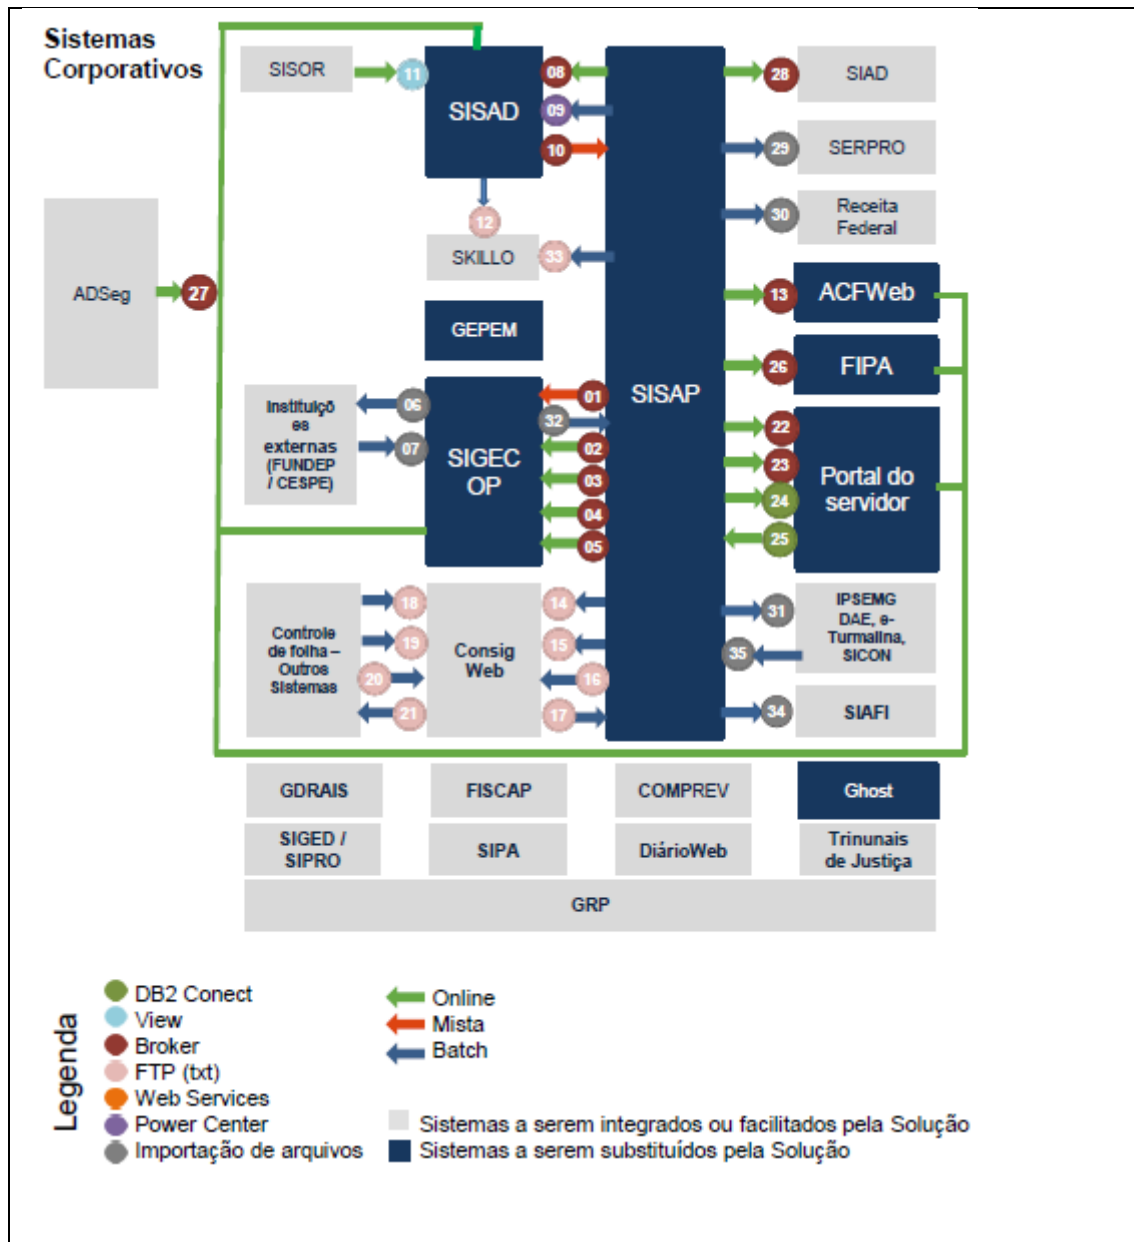 Sistemas
Corporativos
SISOR
11
SISAD
08
09
10
28
SIAD
29
SERPRO
30
Receita
Federal
12
SKILLO
33
ADSeg
27
GEPEM
SISAP
13
ACFWeb
26
FIPA
Instituiçõ
es
externas
(FUNDEP
/ CESPE)
06
07
SIGEC
OP
01
32
02
03
04
05
22
23
24
25
Portal do
servidor
Controle
de folha –
Outros
Sistemas
18
19
20
21
Consig
Web
14
15
16
17
31
35
IPSEMG
DAE, e-
Turmalina,
SICON
34
SIAFI
GDRAIS
FISCAP
COMPREV
Ghost
SIGED /
SIPRO
SIPA
DiárioWeb
Trinunais
de Justiça
GRP
Legenda
DB2 Conect
View
Broker
FTP (txt)
Web Services
Power Center
Importação de arquivos
Online
Mista
Batch
Sistemas a serem integrados ou facilitados pela Solução
Sistemas a serem substituídos pela Solução